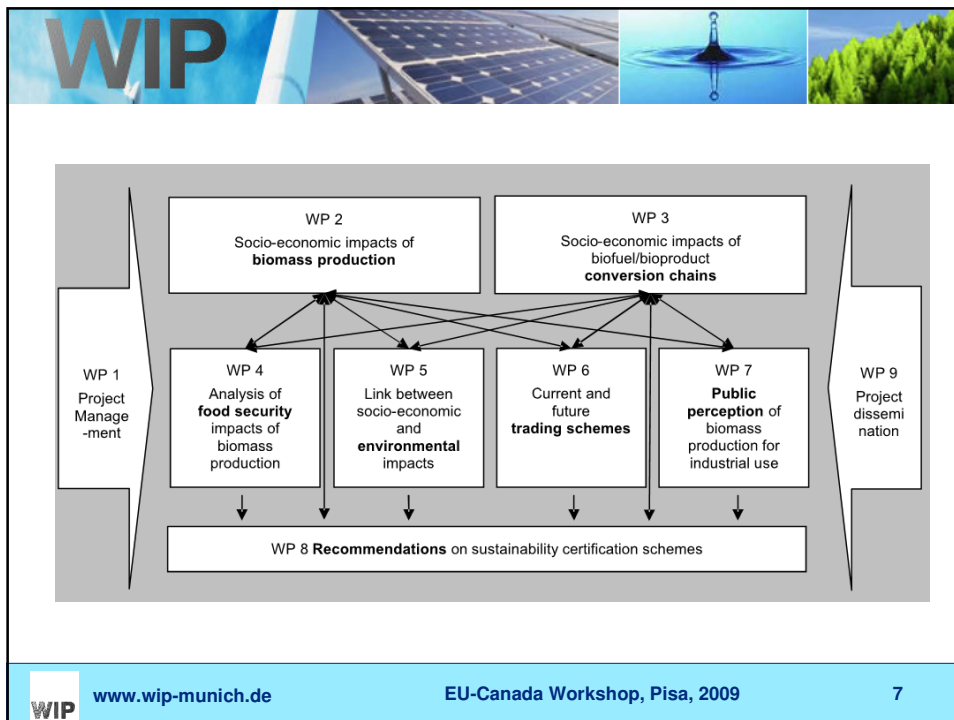 WIP
WP 2
Socio-economic impacts of
biomass production
WP 3
Socio-economic impacts of
biofuel/bioproduct
conversion chains
WP 1
Project
Manage
-ment
WP 4
Analysis of
food security
impacts of
biomass
production
WP 5
Link between
socio-economic
and
environmental
impacts
WP 6
Current and
future
trading schemes
WP 7
Public
perception of
biomass
production for
industrial use
WP 9
Project
dissemi
nation
WP 8 Recommendations on sustainability certification schemes
WIP
www.wip-munich.de
EU-Canada Workshop, Pisa, 2009
7